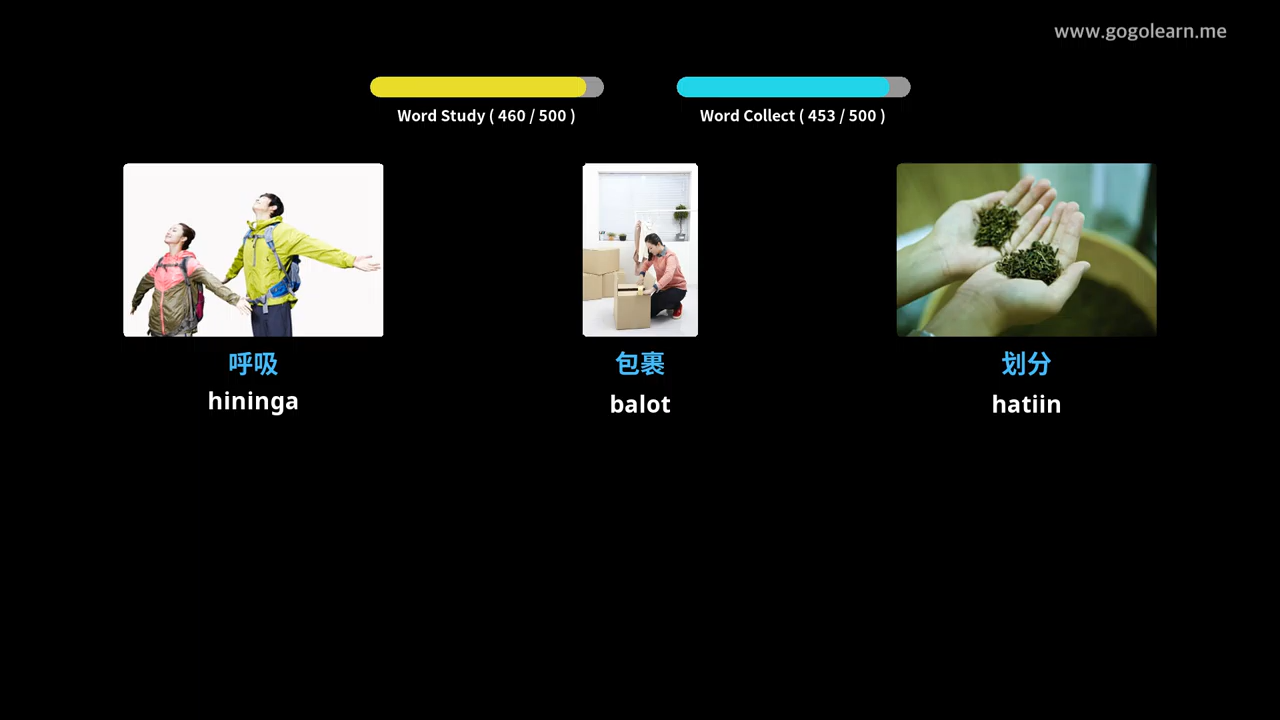 www.gogolearn.me
Word Study ( 460 / 500 )
Word Collect ( 453 / 500 )
呼吸
包裹
划分
hininga
balot
hatiin